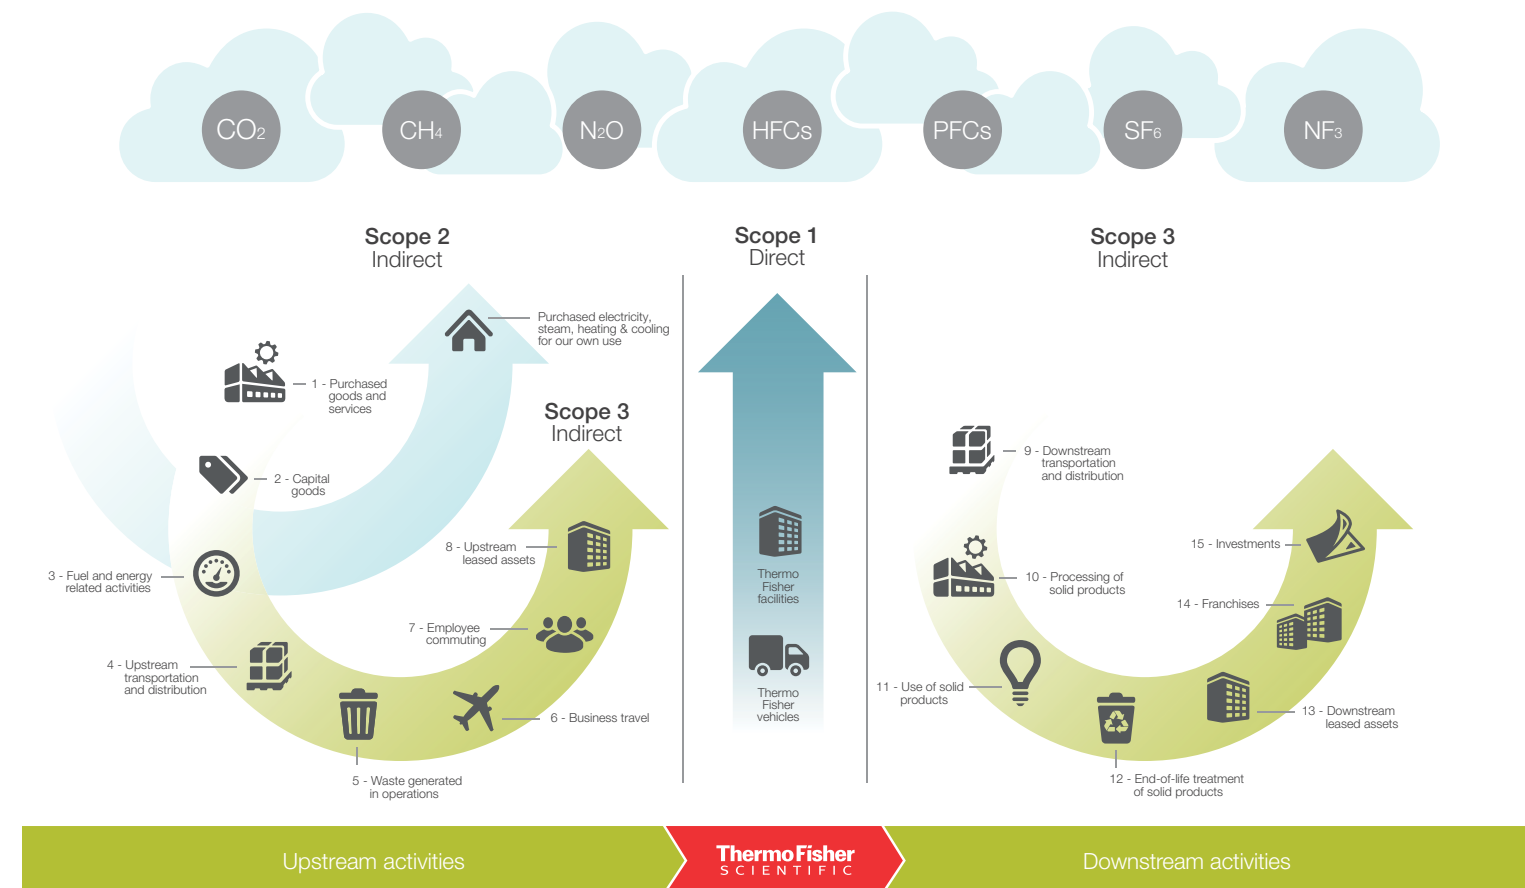 CO2
CH4
N2O
HFCs
PFCs
SF6
NF3
Scope 2
Indirect
Purchased electricity,
steam, heating & cooling
for our own use
1 - Purchased
goods and
services
Scope 3
Indirect
2 - Capital
goods
3 - Fuel and energy
related activities
4 - Upstream
transportation
and distribution
5 - Waste generated
in operations
6 - Business travel
7 - Employee
commuting
8 - Upstream
leased assets
Scope 1
Direct
Thermo
Fisher
facilities
Thermo
Fisher
vehicles
Scope 3
Indirect
9 - Downstream
transportation
and distribution
10 - Processing of
solid products
11 - Use of solid
products
12 - End-of-life treatment
of solid products
13 - Downstream
leased assets
14 - Franchises
15 - Investments
Upstream activities
ThermoFisher
SCIENTIFIC
Downstream activities